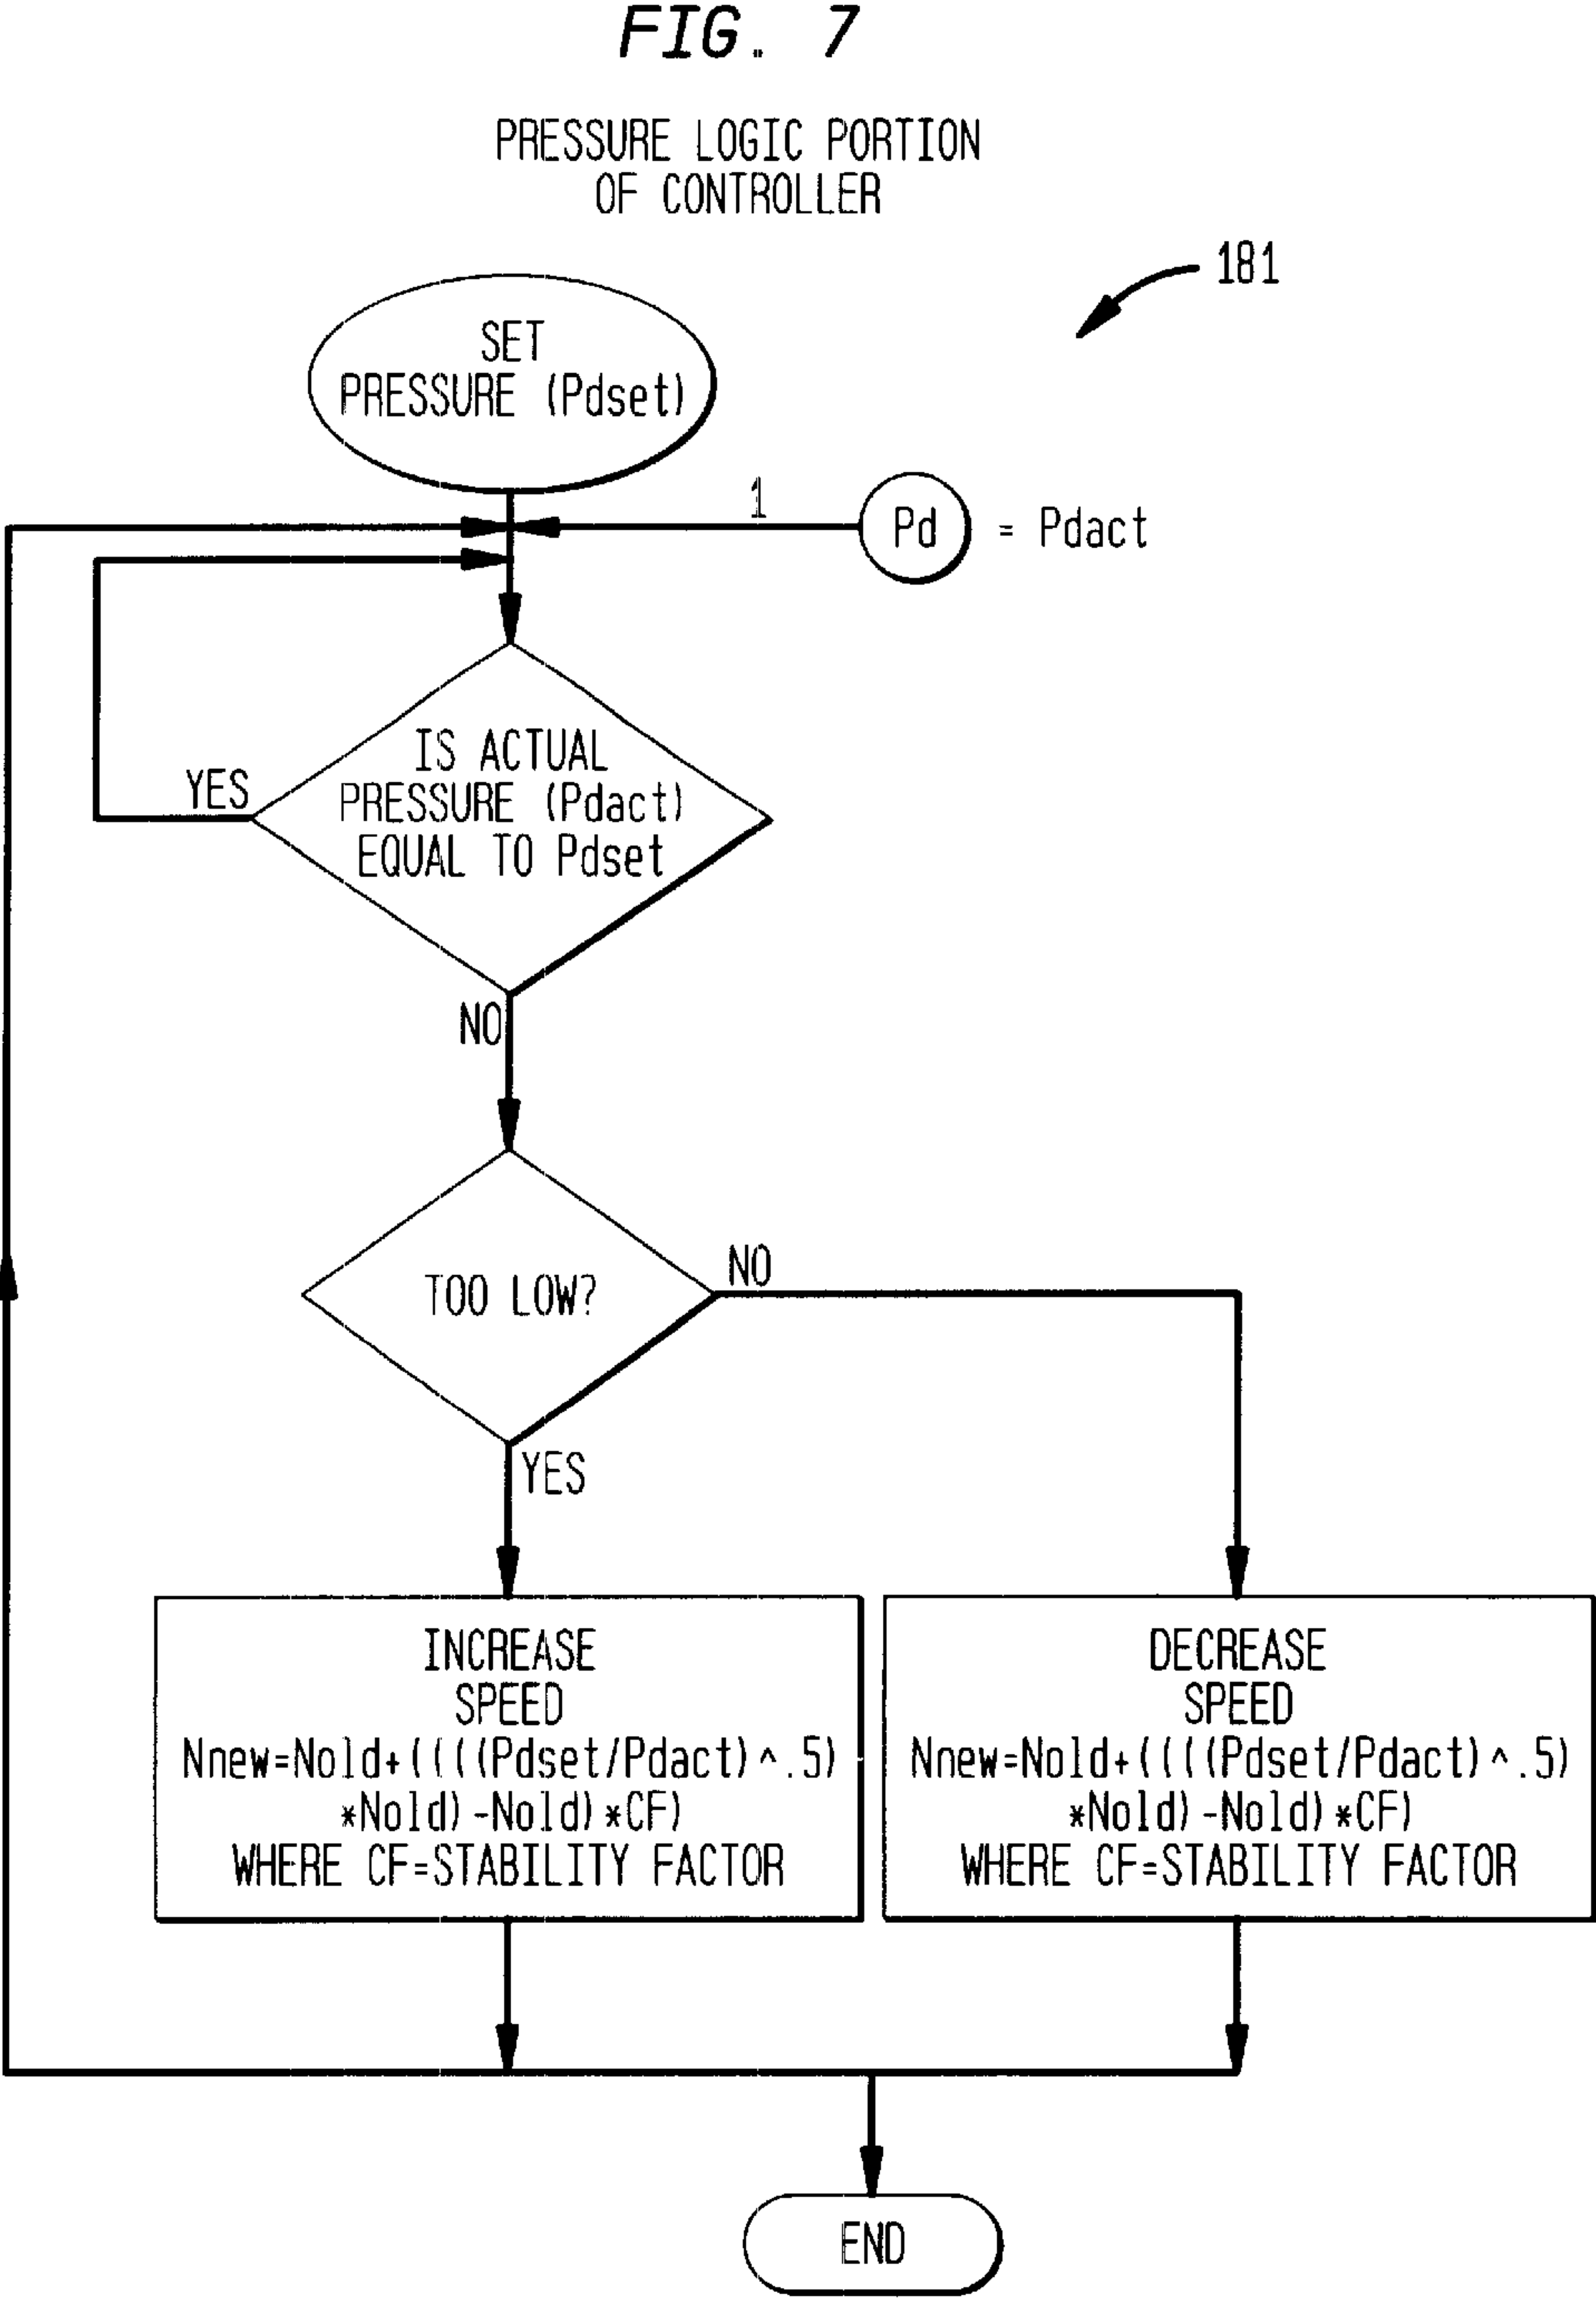 FIG. 7
PRESSURE LOGIC PORTION
OF CONTROLLER
181
SET
PRESSURE (Pdset)
1
Pd = Pdact
IS ACTUAL
PRESSURE (Pdact)
EQUAL TO Pdset
YES
NO
TOO LOW?
NO
YES
INCREASE
SPEED
Nnew=Nold+((((Pdset/Pdact)^.5)
*Nold)-Nold)*CF)
WHERE CF=STABILITY FACTOR
DECREASE
SPEED
Nnew=Nold+((((Pdset/Pdact)^.5)
*Nold)-Nold)*CF)
WHERE CF=STABILITY FACTOR
END